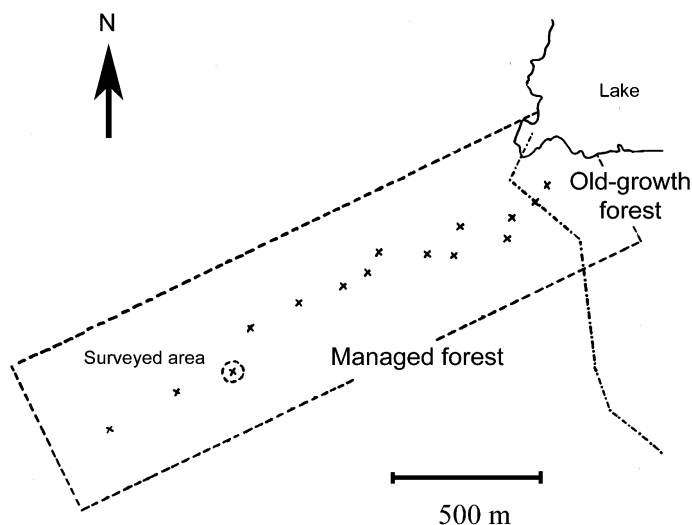 N
Lake
Old-growth
forest
Surveyed area
Managed forest
500 m